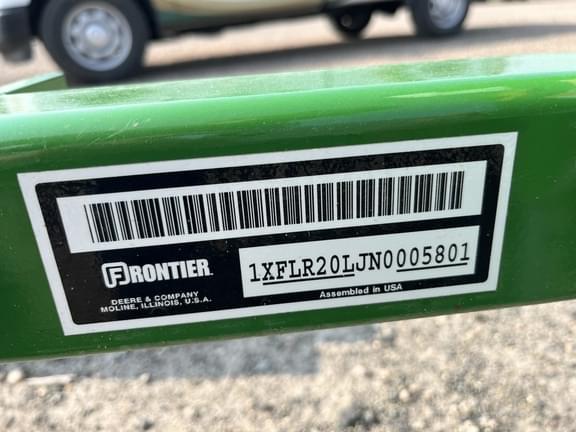 FRONTIER
DEERE & COMPANY
MOLINE, ILLINOIS, U.S.A.
1XFLR20LJN0005801
Assembled in USA